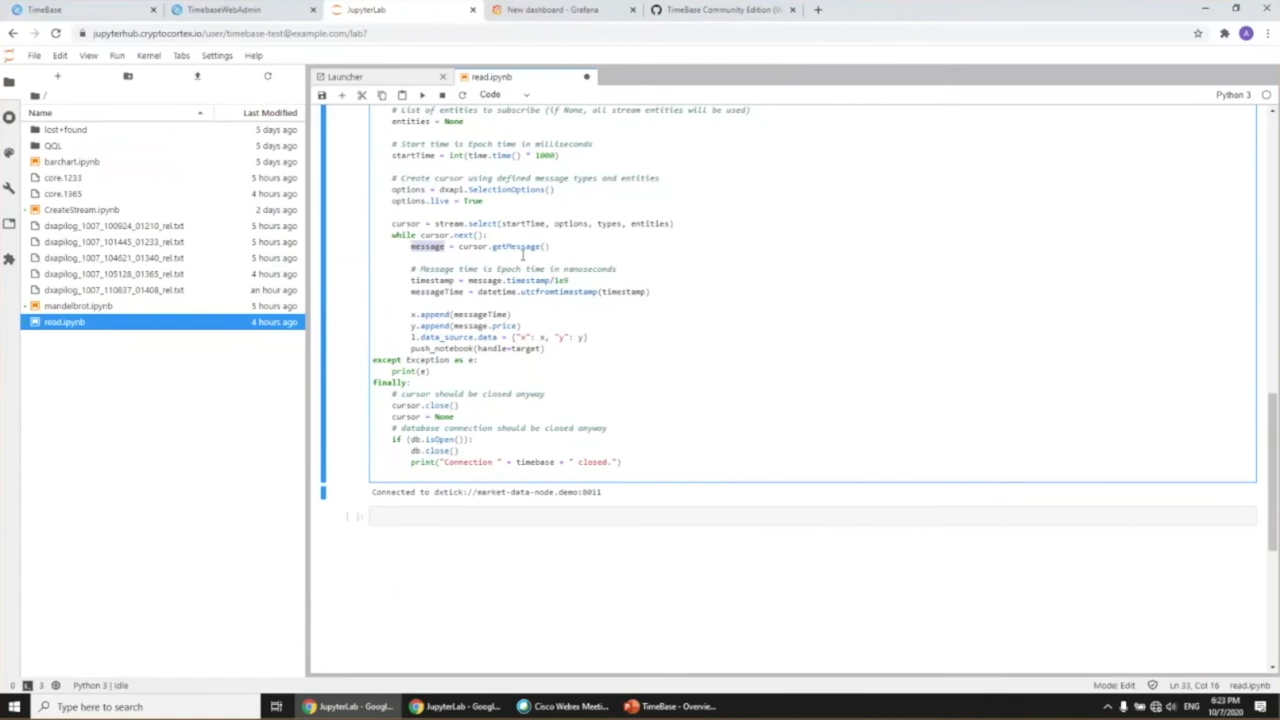 TimeBase
TimebaseWebAdmin
JupyterLab
New dashboard - Grafana
TimeBase Community Edition (W
jupyterhub.cryptocortex.io/user/timebase-test@example.com/lab?
File Edit View Run Kernel Tabs Settings Help
Launcher
read.ipynb
Code
Python 3
/
Name Last Modified
lost+found 5 days ago
QQL 5 days ago
barchart.ipynb 5 days ago
core.1233 5 hours ago
core.1365 4 hours ago
CreateStream.ipynb 2 days ago
dxapilog_1007_100924_01210_rel.txt 5 hours ago
dxapilog_1007_101445_01233_rel.txt 5 hours ago
dxapilog_1007_104621_01340_rel.txt 5 hours ago
dxapilog_1007_105128_01365_rel.txt 4 hours ago
dxapilog_1007_110837_01408_rel.txt an hour ago
mandelbrot.ipynb 5 hours ago
read.ipynb 4 hours ago
# List of entities to subscribe (if None, all stream entities will be used)
entities = None
# Start time is Epoch time in milliseconds
startTime = int(time.time() * 1000)
# Create cursor using defined message types and entities
options = dxapi.SelectionOptions()
options.live = True
cursor = stream.select(startTime, options, types, entities)
while cursor.next():
message = cursor.getMessage()
# Message time is Epoch time in nanoseconds
timestamp = message.timestamp/1e9
messageTime = datetime.utcfromtimestamp(timestamp)
x.append(messageTime)
y.append(message.price)
l.data_source.data = {"x": x, "y": y}
push_notebook(handle=target)
except Exception as e:
print(e)
finally:
# cursor should be closed anyway
cursor.close()
cursor = None
# database connection should be closed anyway
if (db.isOpen()):
db.close()
print("Connection " + timebase + " closed.")
Connected to dxtick://market-data-node.demo:8011
[ ]:
0 3 Python 3 | Idle
Mode: Edit Ln 33, Col 16 read.ipynb
Type here to search
JupyterLab - Googl...
JupyterLab - Googl...
Cisco Webex Meeti...
TimeBase - Overvie...
ENG
6:23 PM
10/7/2020